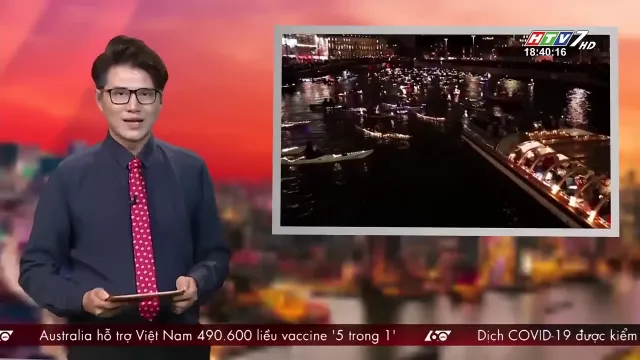 HTV7 HD
18:40:16
Australia hỗ trợ Việt Nam 490.600 liều vaccine '5 trong 1'
Dịch COVID-19 được kiểm